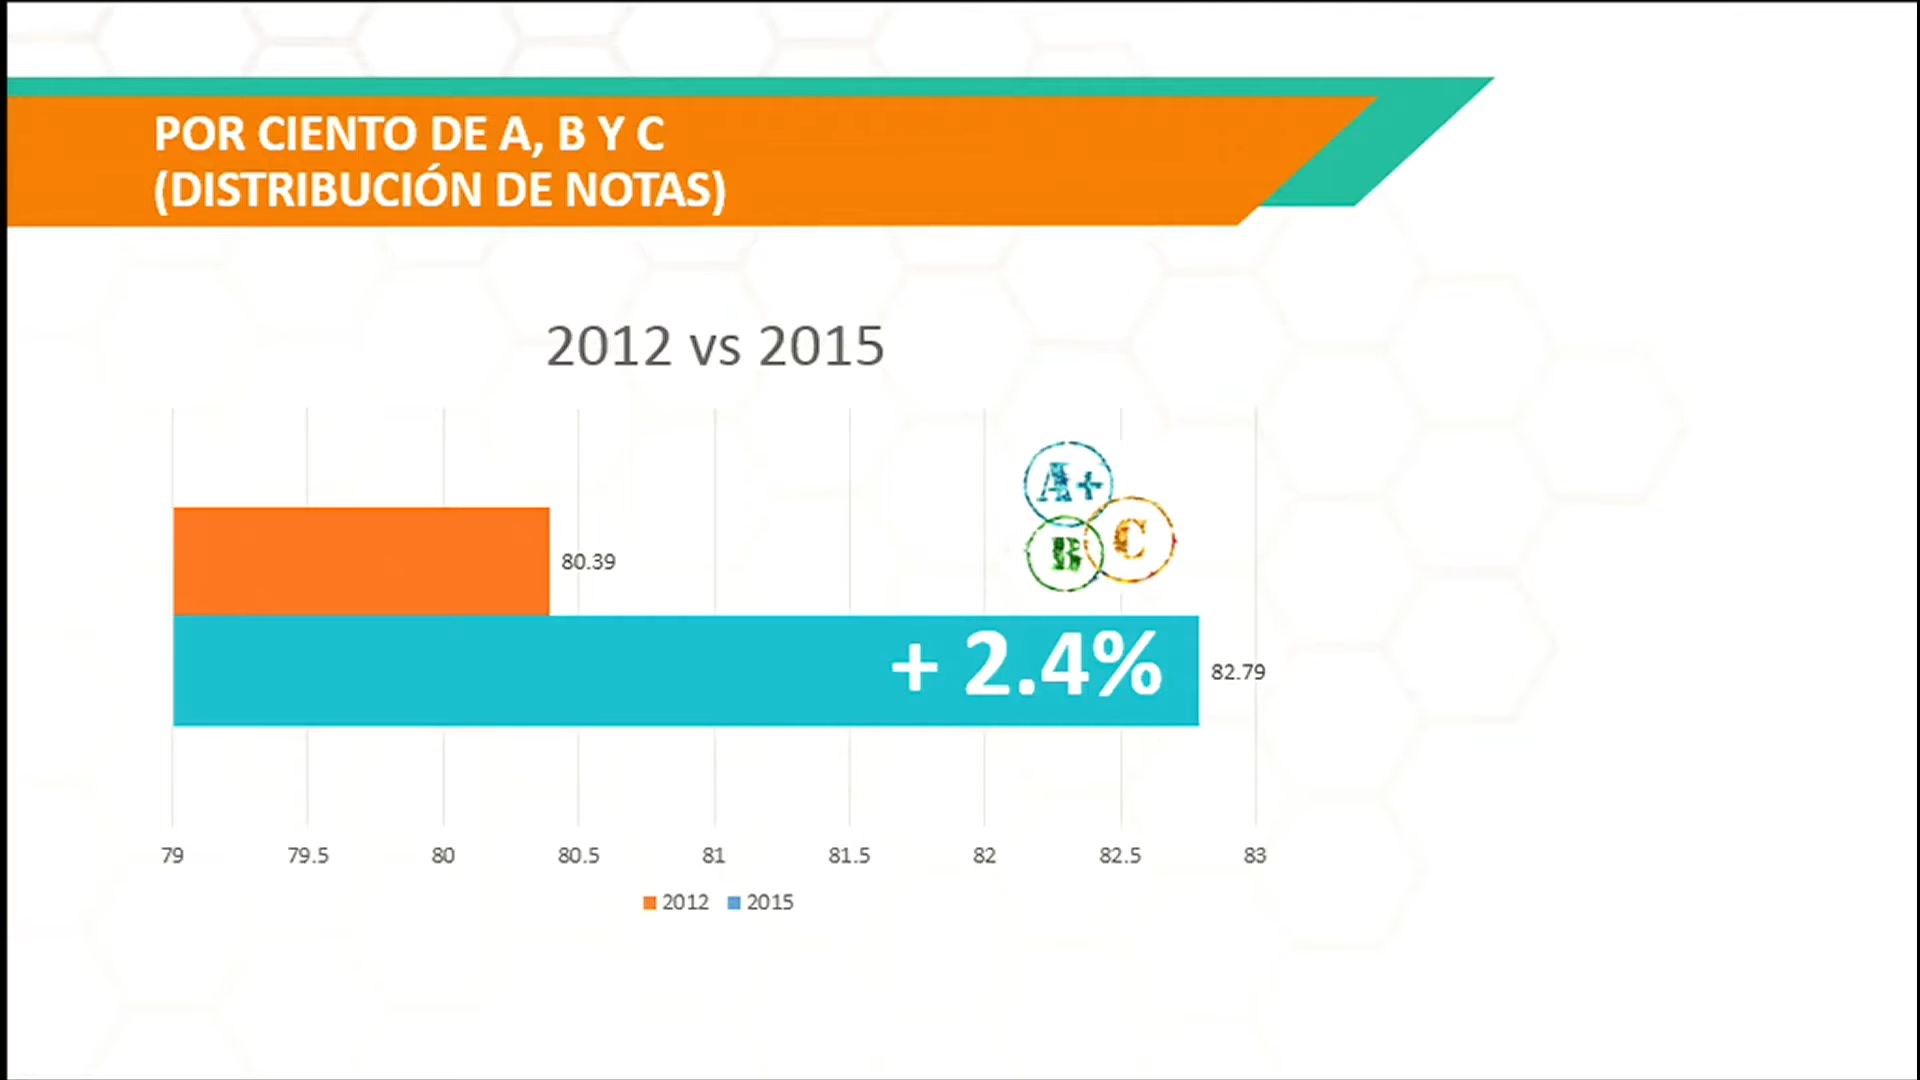 POR CIENTO DE A, B Y C
(DISTRIBUCIÓN DE NOTAS)
2012 vs 2015
A+
B
C
80.39
+ 2.4%
82.79
79
79.5
80
80.5
81
81.5
82
82.5
83
2012
2015